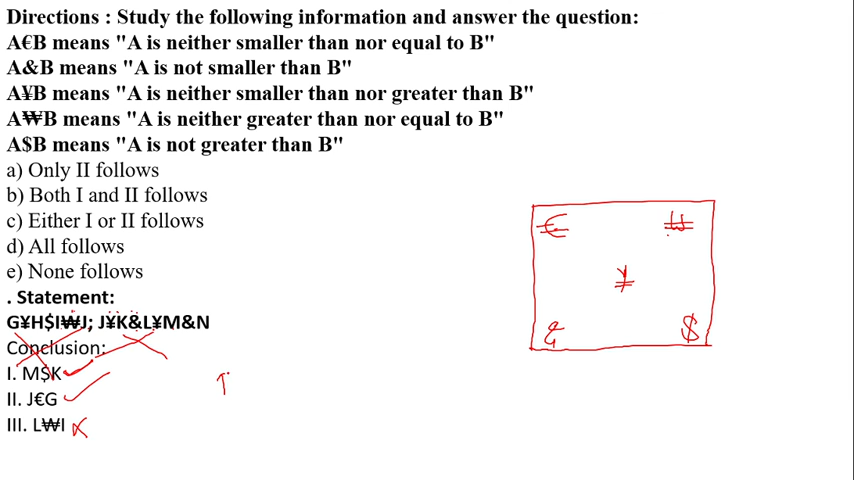 Directions : Study the following information and answer the question:
A€B means "A is neither smaller than nor equal to B"
A&B means "A is not smaller than B"
A¥B means "A is neither smaller than nor greater than B"
A₩B means "A is neither greater than nor equal to B"
A$B means "A is not greater than B"
a) Only II follows
b) Both I and II follows
c) Either I or II follows
d) All follows
e) None follows
. Statement:
G¥H$I₩J; J¥K&L¥M&N
Conclusion:
I. M$K
II. J€G
III. L₩I
€ ₩
¥
& $